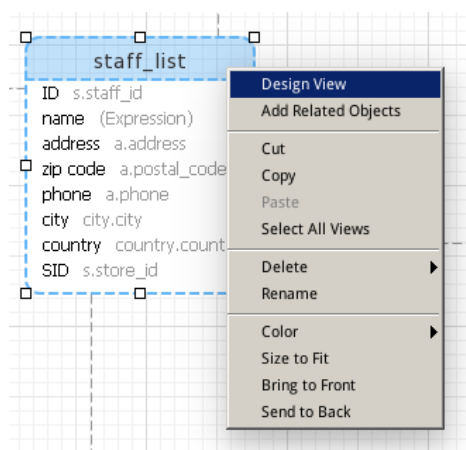 staff_list
ID s.staff_id
name (Expression)
address a.address
zip code a.postal_code
phone a.phone
city city.city
country country.count
SID s.store_id
Design View
Add Related Objects
Cut
Copy
Paste
Select All Views
Delete
Rename
Color
Size to Fit
Bring to Front
Send to Back